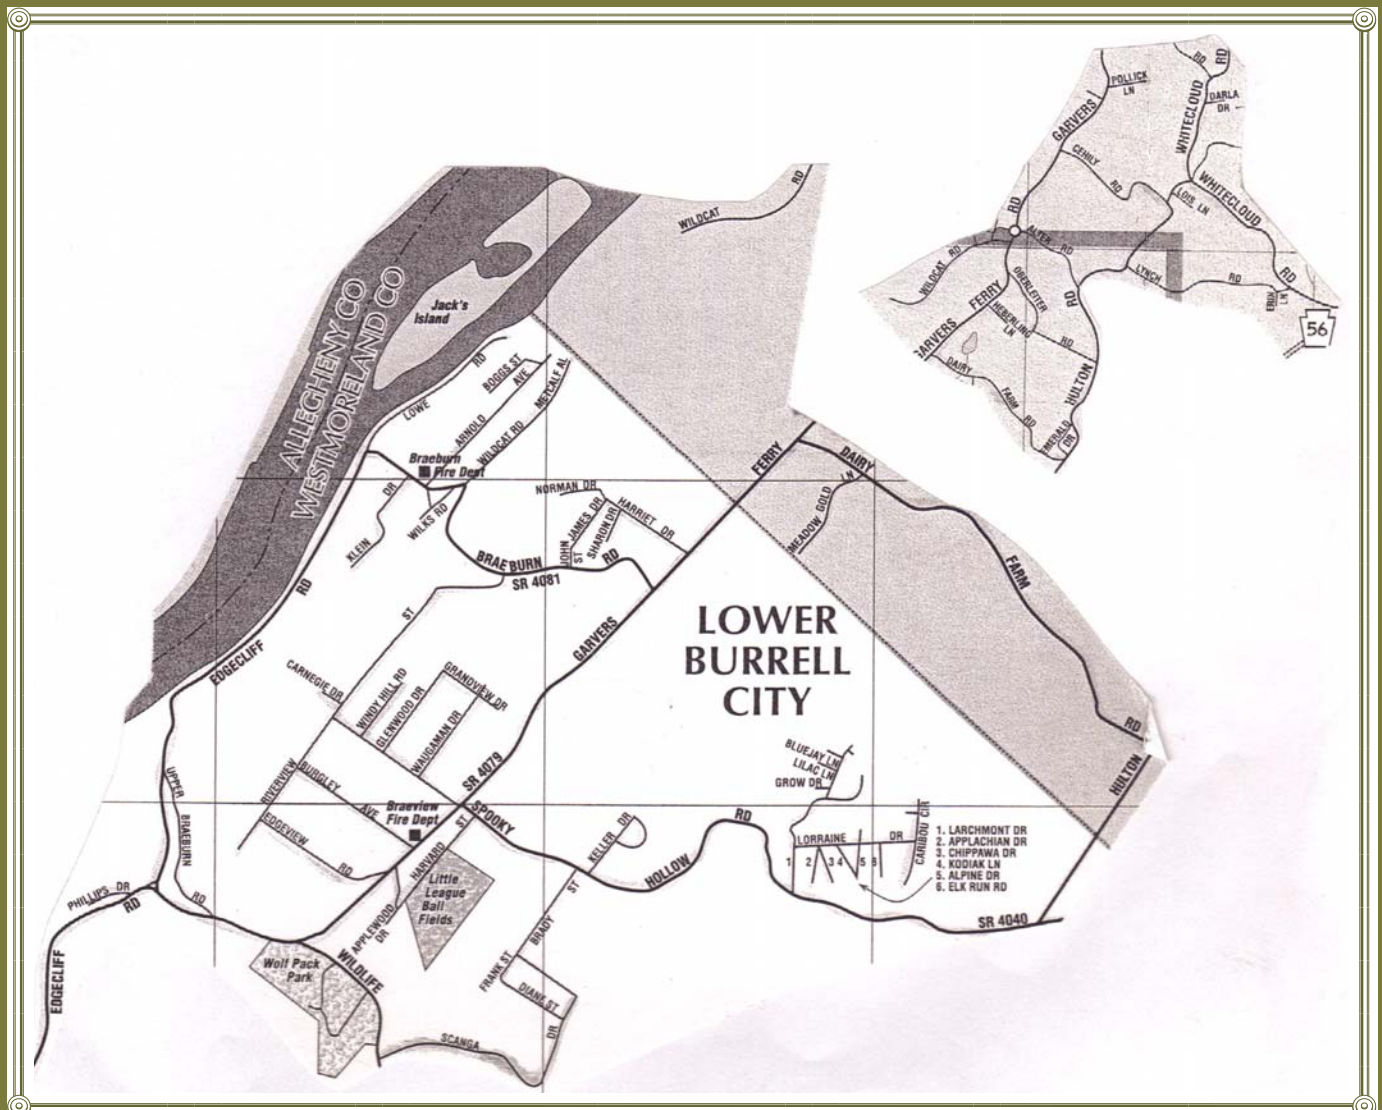 RD
RD
POLLICK
LN
DARLA
DR
WHITECLOUD
GARVERS
CEHILY
RD
RD
LOIS LN
WHITECLOUD
RD
ALTER RD
WILDCAT RD
OBERLEITER
LYNCH
RD
RD
ERIN
LN
56
FERRY
HEBERLING
LN
RD
GARVERS
DAIRY
FARM
RD
HULTON
EMERALD
DR
WILDCAT
RD
ALLEGHENY CO
WESTMORELAND CO
Jack's
Island
RD
LOWE
BOGGS ST
AVE
METCALF AL
ARNOLD
WILDCAT RD
Braeburn
Fire Dept
DR
KLEIN
WILKS RD
NORMAN DR
JAMES DR
JOHN
ST
SHARON DR
HARRIET DR
BRAEBURN
RD
SR 4081
FERRY
DAIRY
LN
MEADOW GOLD
FARM
RD
HULTON
RD
EDGECLIFF
ST
GARVERS
LOWER
BURRELL
CITY
CARNEGIE DR
WINDY HILL RD
GLENWOOD DR
GRANDVIEW DR
WAUGAMAN DR
SR 4079
RIVERVIEW
BURGLEY
AVE
EDGEVIEW
RD
Braeview
Fire Dept
ST
HARVARD
SPOOKY
UPPER
BRAEBURN
RD
PHILLIPS DR
RD
EDGECLIFF
Little
League
Ball
Fields
APPLEWOOD
DR
Wolf Pack
Park
WILDLIFE
SCANGA
DR
KELLER DR
ST
BRADY
FRANK ST
DIANE ST
HOLLOW
RD
BLUEJAY LN
LILAC LN
GROW DR
LORRAINE DR
CARIBOU CIR
1 2 3 4 5 6
1. LARCHMONT DR
2. APPLACHIAN DR
3. CHIPPAWA DR
4. KODIAK LN
5. ALPINE DR
6. ELK RUN RD
SR 4040